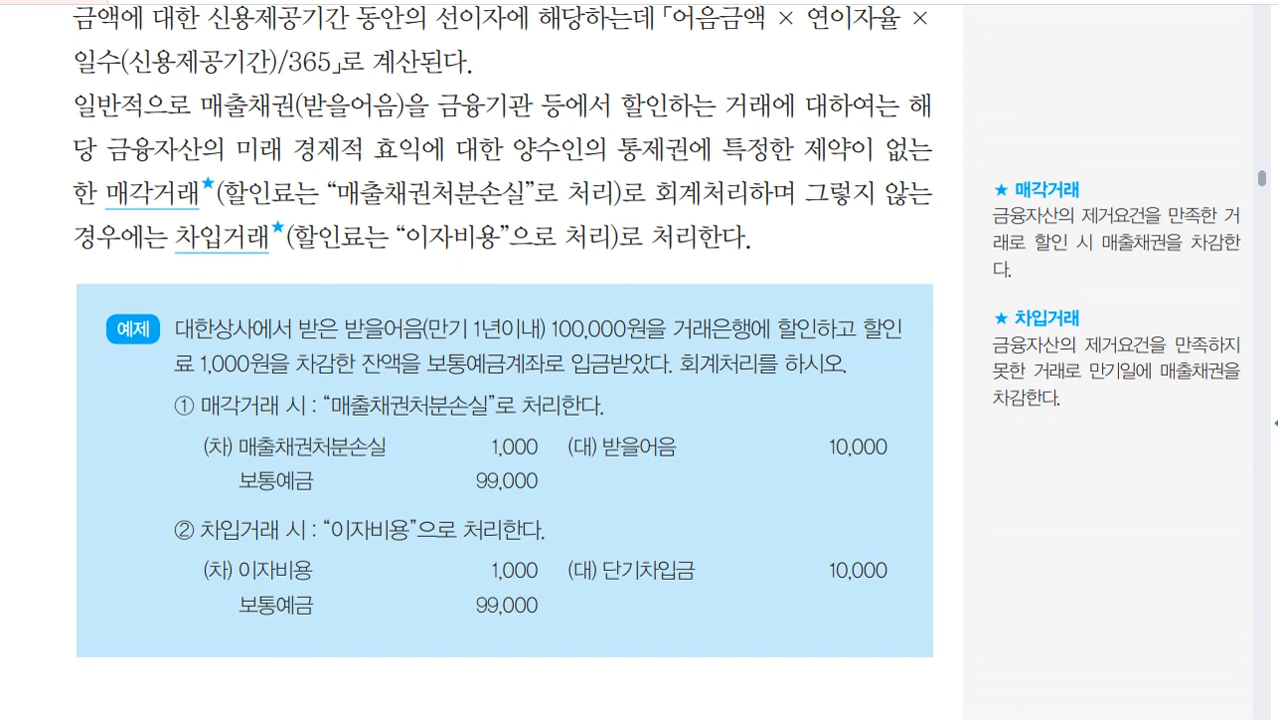 금액에 대한 신용제공기간 동안의 선이자에 해당하는데 「어음금액 × 연이자율 ×
일수(신용제공기간)/365」로 계산된다.
일반적으로 매출채권(받을어음)을 금융기관 등에서 할인하는 거래에 대하여는 해
당 금융자산의 미래 경제적 효익에 대한 양수인의 통제권에 특정한 제약이 없는
한 매각거래★(할인료는 “매출채권처분손실”로 처리)로 회계처리하며 그렇지 않는
경우에는 차입거래★(할인료는 “이자비용”으로 처리)로 처리한다.
예제 대한상사에서 받은 받을어음(만기 1년이내) 100,000원을 거래은행에 할인하고 할인
료 1,000원을 차감한 잔액을 보통예금계좌로 입금받았다. 회계처리를 하시오.
① 매각거래 시 : “매출채권처분손실”로 처리한다.
(차) 매출채권처분손실 1,000 (대) 받을어음 10,000
보통예금 99,000
② 차입거래 시 : “이자비용”으로 처리한다.
(차) 이자비용 1,000 (대) 단기차입금 10,000
보통예금 99,000
★ 매각거래
금융자산의 제거요건을 만족한 거
래로 할인 시 매출채권을 차감한
다.
★ 차입거래
금융자산의 제거요건을 만족하지
못한 거래로 만기일에 매출채권을
차감한다.